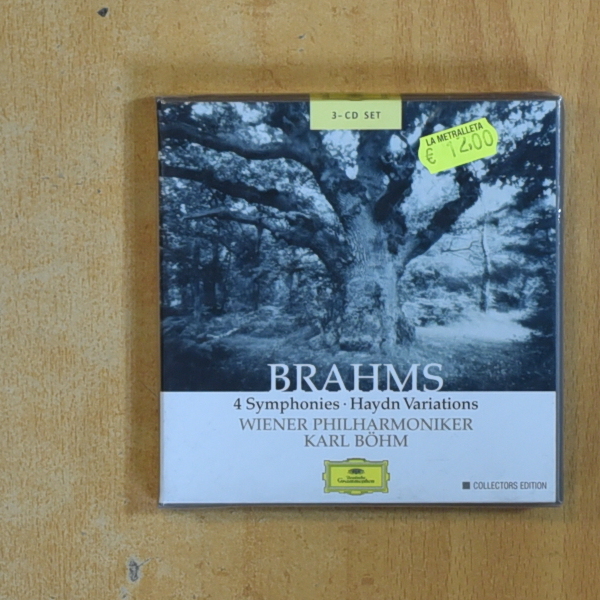 3-CD SET
LA METRALLETA
€ 12.00
BRAHMS
4 Symphonies · Haydn Variations
WIENER PHILHARMONIKER
KARL BÖHM
Deutsche
Grammophon
■ COLLECTORS EDITION